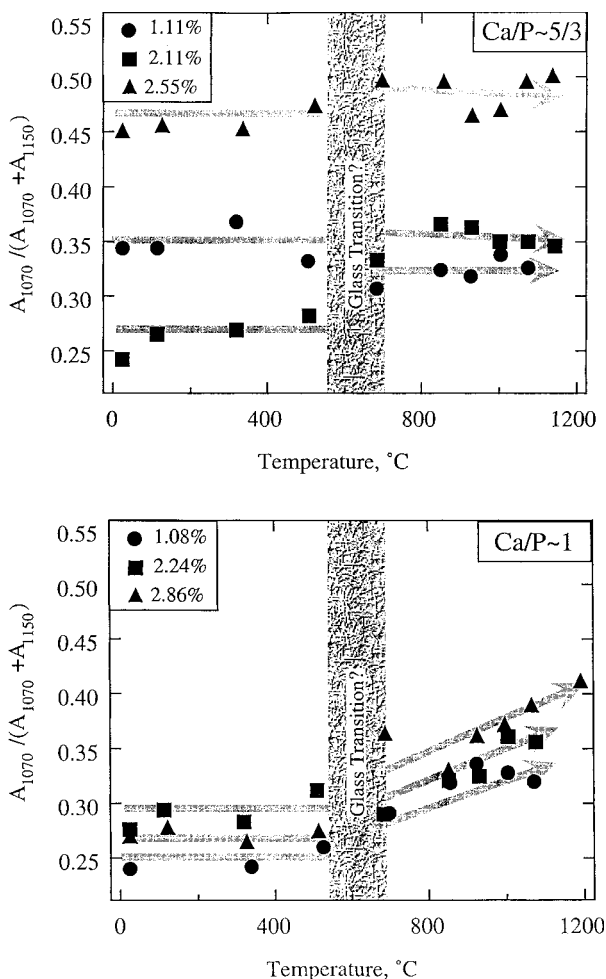 1.11%
2.11%
2.55%
Ca/P~5/3
0.55
0.50
0.45
0.40
0.35
0.30
0.25
A1070 /(A1070 +A1150)
Glass Transition?
0 400 800 1200
Temperature, °C
1.08%
2.24%
2.86%
Ca/P~1
0.55
0.50
0.45
0.40
0.35
0.30
0.25
A1070 /(A1070 +A1150)
Glass Transition?
0 400 800 1200
Temperature, °C